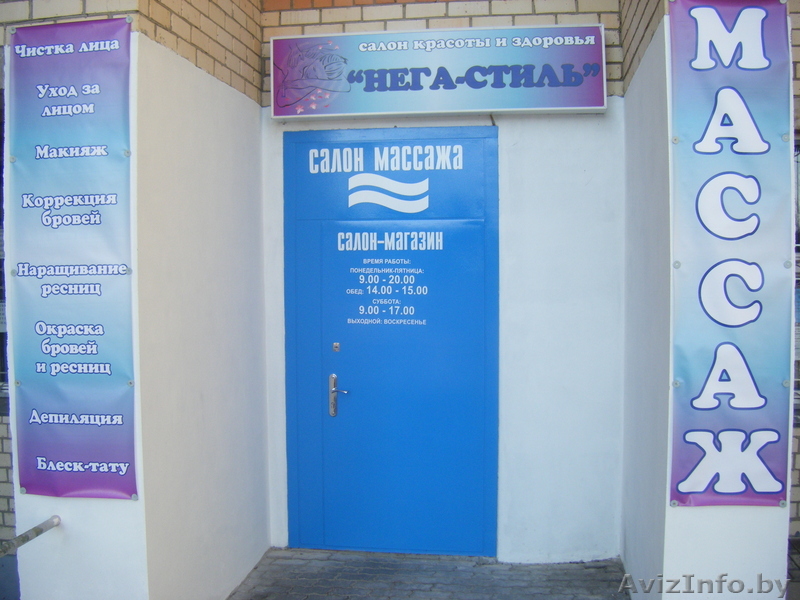 Чистка лица
Уход за
лицом
Макияж
Коррекция
бровей
Наращивание
ресниц
Окраска
бровей
и ресниц
Депиляция
Блеск-тату
салон красоты и здоровья
"НЕГА-СТИЛЬ"
САЛОН МАССАЖА
САЛОН-МАГАЗИН
ВРЕМЯ РАБОТЫ:
ПОНЕДЕЛЬНИК-ПЯТНИЦА:
9.00 - 20.00
ОБЕД: 14.00 - 15.00
СУББОТА:
9.00 - 17.00
ВЫХОДНОЙ: ВОСКРЕСЕНЬЕ
МАССАЖ
AvizInfo.by